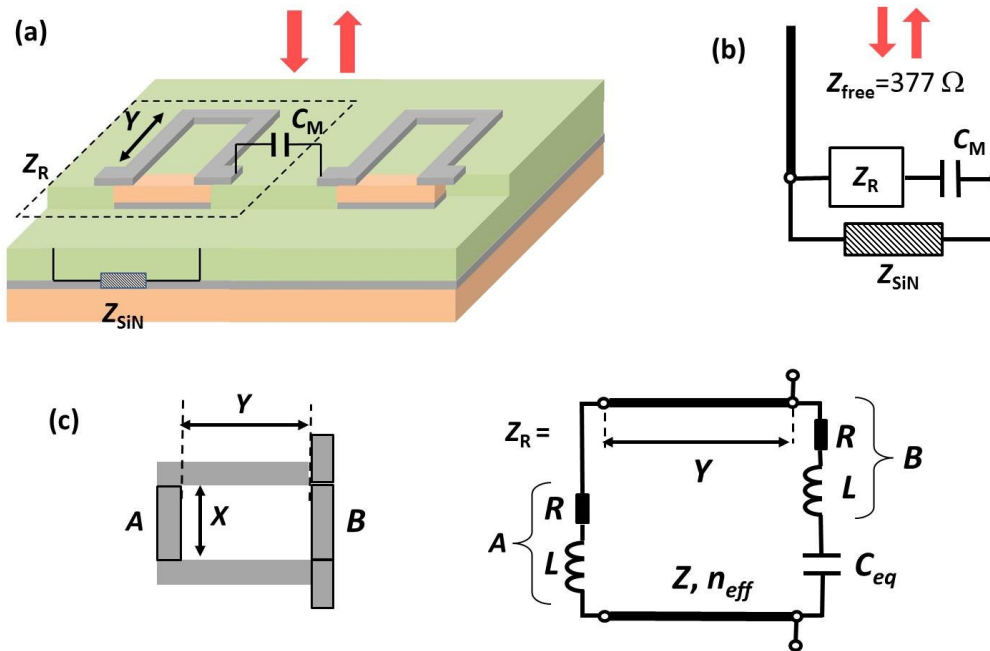 (a)
Y
C_M
Z_R
Z_SiN
(b)
Z_free=377 Ω
Z_R
C_M
Z_SiN
(c)
Y
A
X
B
Z_R =
Y
R
L
A
R
L
B
C_eq
Z, n_eff